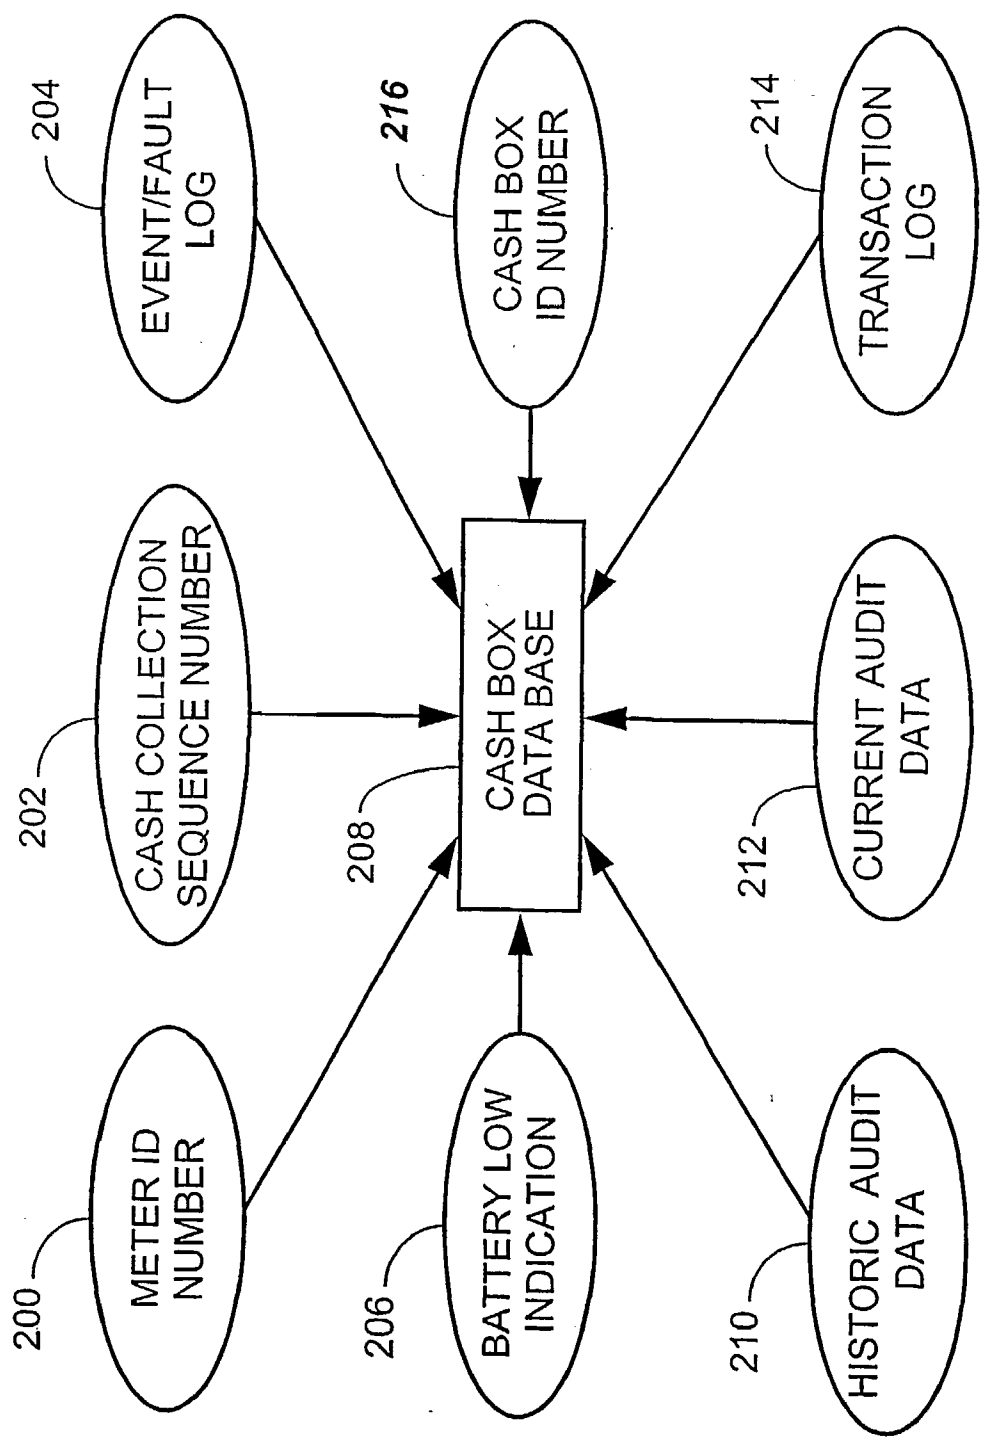 200
METER ID
NUMBER
202
CASH COLLECTION
SEQUENCE NUMBER
204
EVENT/FAULT
LOG
206
BATTERY LOW
INDICATION
208
CASH BOX
DATA BASE
216
CASH BOX
ID NUMBER
210
HISTORIC AUDIT
DATA
212
CURRENT AUDIT
DATA
214
TRANSACTION
LOG